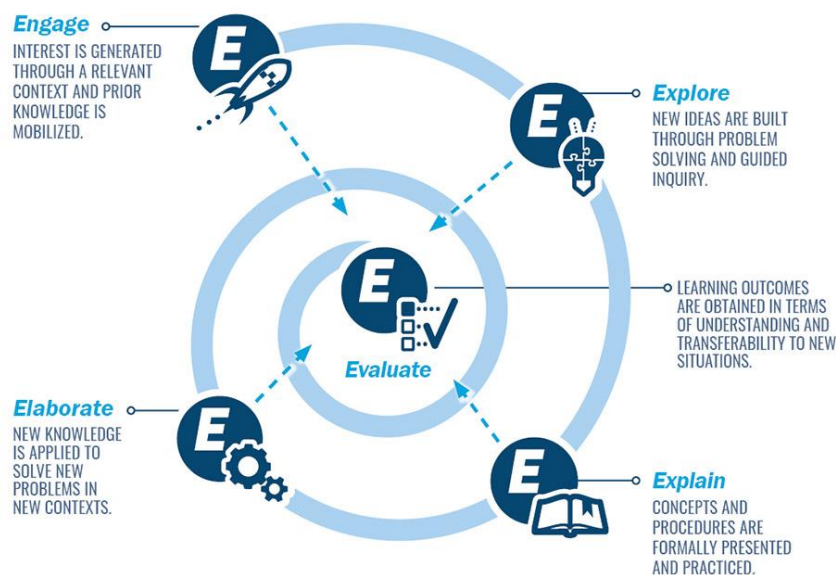 Engage
INTEREST IS GENERATED
THROUGH A RELEVANT
CONTEXT AND PRIOR
KNOWLEDGE IS
MOBILIZED.
E
E
Explore
NEW IDEAS ARE BUILT
THROUGH PROBLEM
SOLVING AND GUIDED
INQUIRY.
E
Evaluate
LEARNING OUTCOMES
ARE OBTAINED IN TERMS
OF UNDERSTANDING AND
TRANSFERABILITY TO NEW
SITUATIONS.
Elaborate
NEW KNOWLEDGE
IS APPLIED TO
SOLVE NEW
PROBLEMS IN
NEW CONTEXTS.
E
E
Explain
CONCEPTS AND
PROCEDURES ARE
FORMALLY PRESENTED
AND PRACTICED.